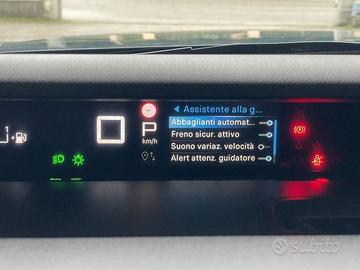 Assistente alla g...
Abbaglianti automat...
Freno sicur. attivo
Suono variaz. velocità
Alert attenz. guidatore
P
km/h
subito